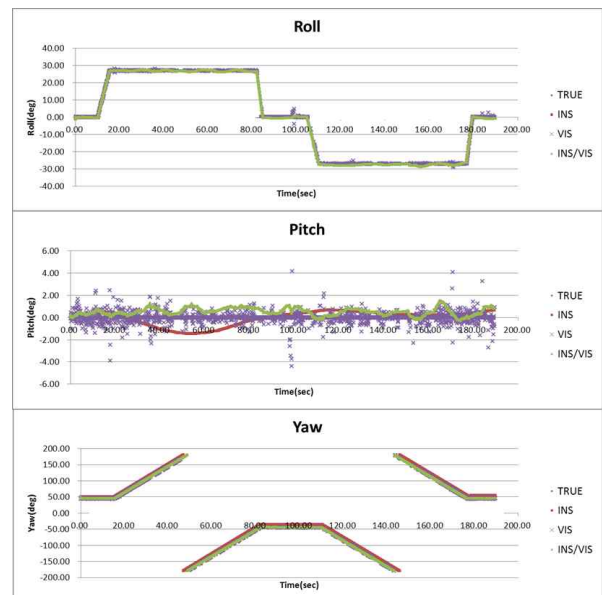 Roll
40.00
30.00
20.00
10.00
0.00
-10.00
-20.00
-30.00
-40.00
Roll(deg)
0.00 20.00 40.00 60.00 80.00 100.00 120.00 140.00 160.00 180.00 200.00
Time(sec)
TRUE
INS
VIS
INS/VIS
Pitch
6.00
4.00
2.00
0.00
-2.00
-4.00
-6.00
Pitch(deg)
0.00 20.00 40.00 60.00 80.00 100.00 120.00 140.00 160.00 180.00 200.00
Time(sec)
TRUE
INS
VIS
INS/VIS
Yaw
200.00
150.00
100.00
50.00
0.00
-50.00
-100.00
-150.00
-200.00
Yaw(deg)
0.00 20.00 40.00 60.00 80.00 100.00 120.00 140.00 160.00 180.00 200.00
Time(sec)
TRUE
INS
VIS
INS/VIS